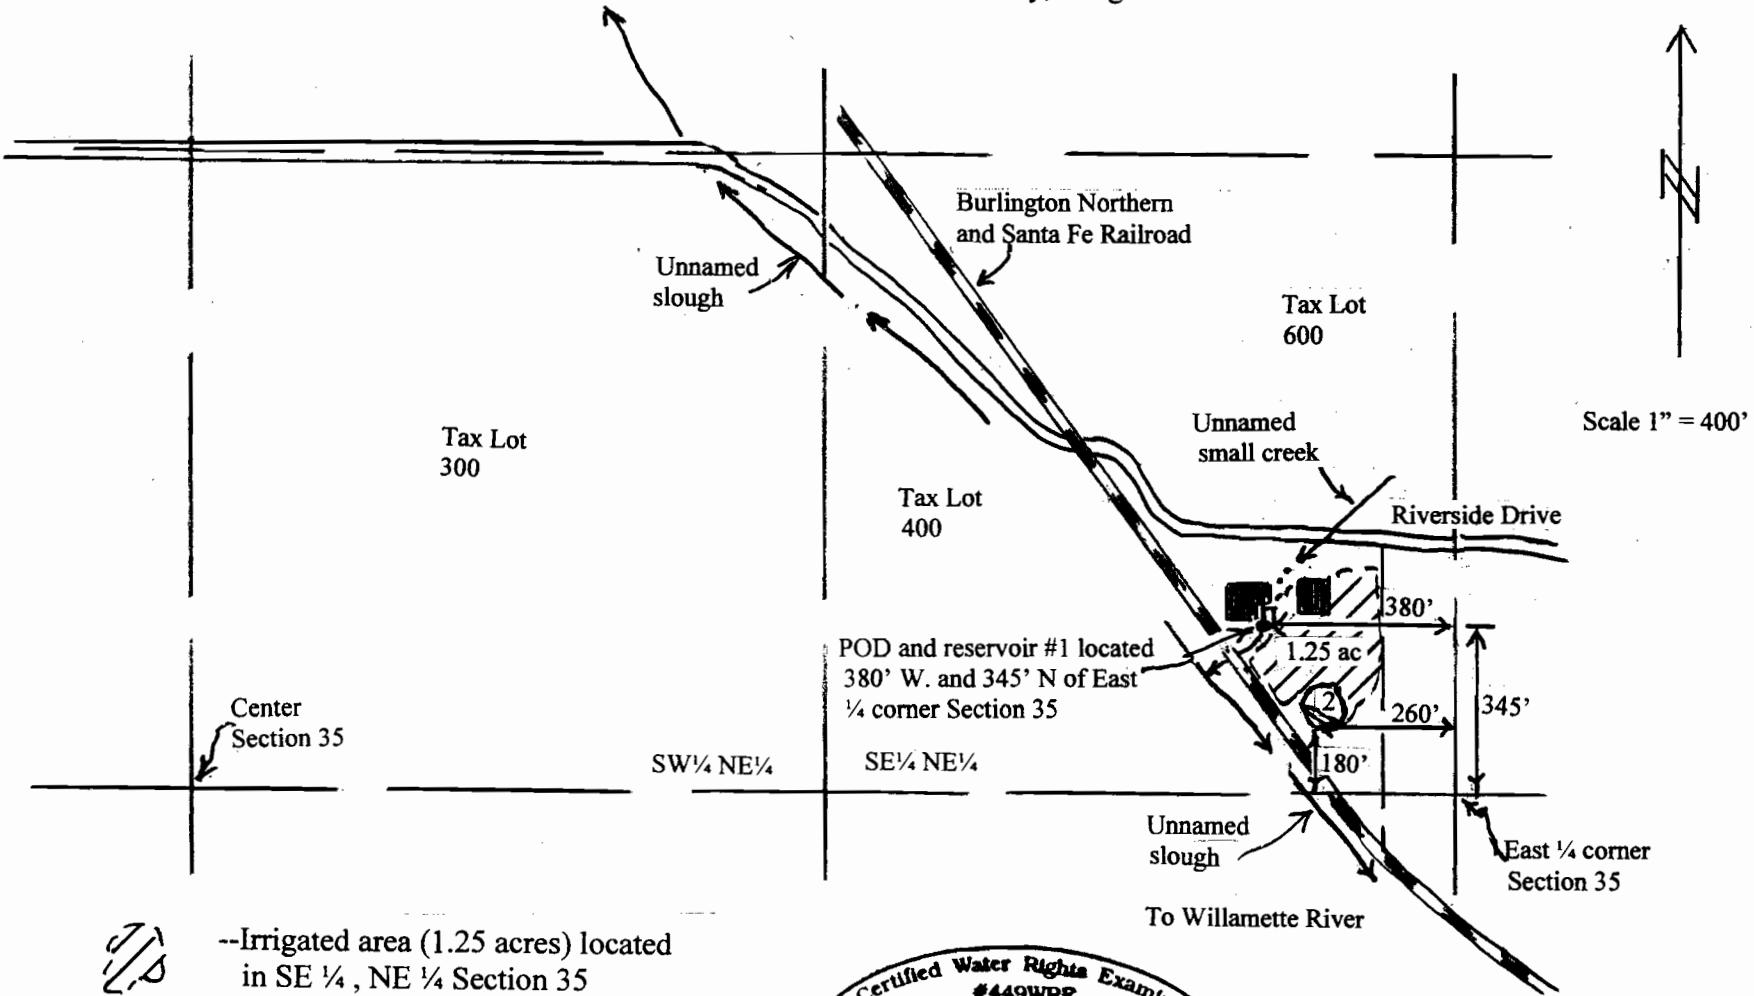 Burlington Northern
and Santa Fe Railroad
N
Unnamed
slough
Tax Lot
600
Unnamed
small creek
Scale 1" = 400'
Tax Lot
300
Tax Lot
400
Riverside Drive
380'
1.25 ac
POD and reservoir #1 located
380' W. and 345' N of East
¼ corner Section 35
2
260'
345'
Center
Section 35
SW¼ NE¼
SE¼ NE¼
180'
Unnamed
slough
East ¼ corner
Section 35
To Willamette River
--Irrigated area (1.25 acres) located
in SE ¼ , NE ¼ Section 35
Certified Water Rights
#449WRE